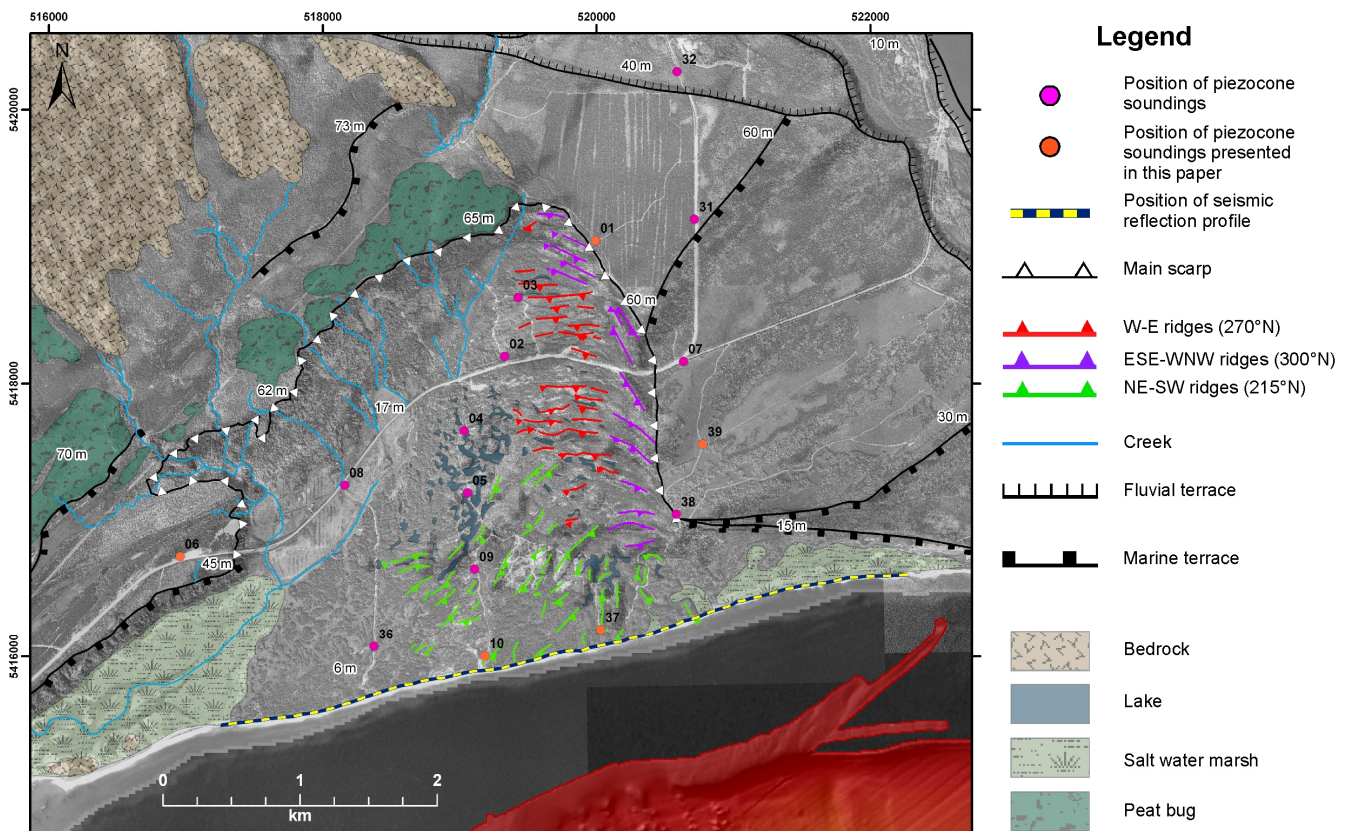 516000
518000
520000
522000
N
10 m
40 m
32
5420000
73 m
60 m
65 m
31
01
03
60 m
02
07
5418000
62 m
17 m
04
39
30 m
70 m
08
05
38
15 m
06
45 m
09
37
36
10
5416000
6 m
0
1
2
km
Legend
Position of piezocone
soundings
Position of piezocone
soundings presented
in this paper
Position of seismic
reflection profile
Main scarp
W-E ridges (270°N)
ESE-WNW ridges (300°N)
NE-SW ridges (215°N)
Creek
Fluvial terrace
Marine terrace
Bedrock
Lake
Salt water marsh
Peat bug